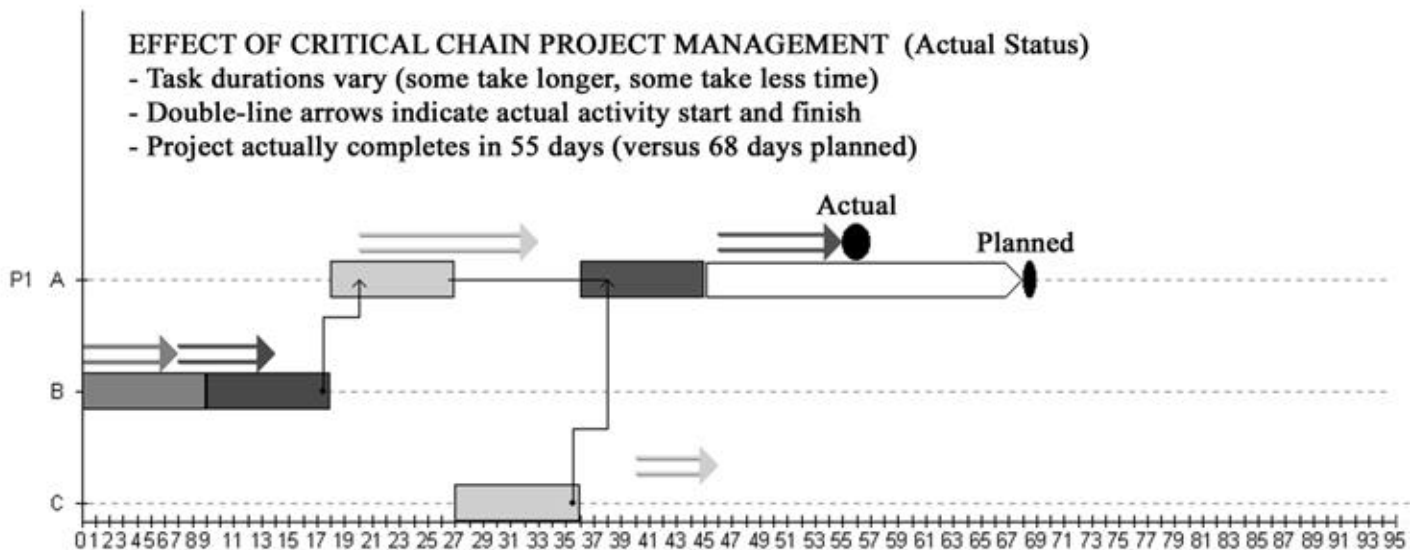 EFFECT OF CRITICAL CHAIN PROJECT MANAGEMENT (Actual Status)
- Task durations vary (some take longer, some take less time)
- Double-line arrows indicate actual activity start and finish
- Project actually completes in 55 days (versus 68 days planned)
Actual
Planned
P1 A
B
C
0 1 2 3 4 5 6 7 8 9 11 13 15 17 19 21 23 25 27 29 31 33 35 37 39 41 43 45 47 49 51 53 55 57 59 61 63 65 67 69 71 73 75 77 79 81 83 85 87 89 91 93 95